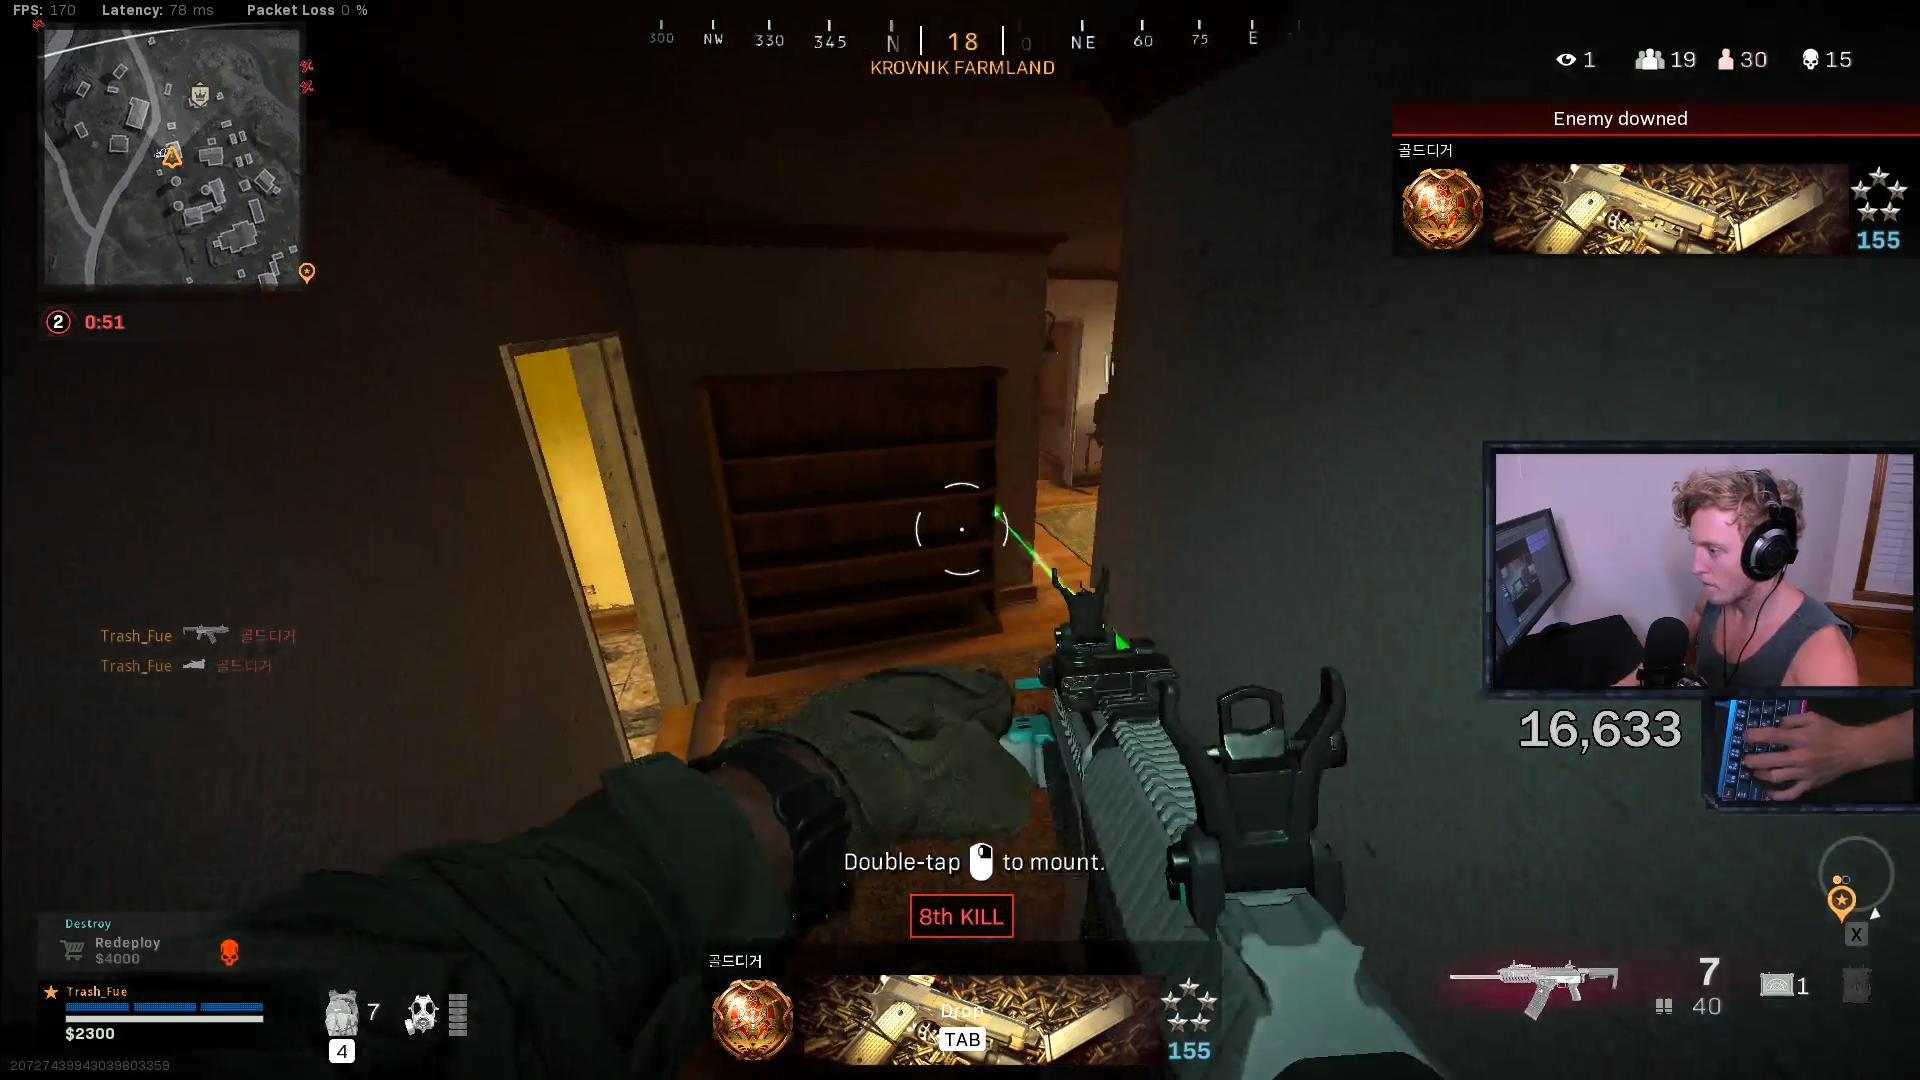 FPS: 170 Latency: 78 ms Packet Loss 0 %
300 NW 330 345 N 18 NE 60 75 E
KROVNIK FARMLAND
1 19 30 15
Enemy downed
골드디거
155
2 0:51
Trash_Fue 골드디거
Trash_Fue 골드디거
16,633
Double-tap to mount.
8th KILL
골드디거
Drop
TAB
155
Destroy
Redeploy
$4000
Trash_Fue
$2300
7
4
X
7
40
1
20727439943039803359